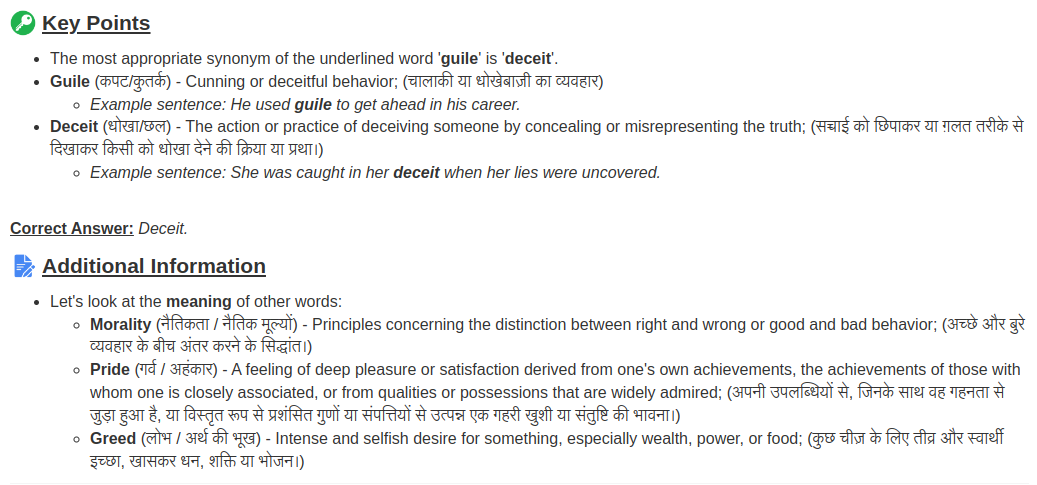 Key Points
The most appropriate synonym of the underlined word 'guile' is 'deceit'.
Guile (कपट/कुतर्क) - Cunning or deceitful behavior; (चालाकी या धोखेबाज़ी का व्यवहार)
Example sentence: He used guile to get ahead in his career.
Deceit (धोखा/छल) - The action or practice of deceiving someone by concealing or misrepresenting the truth; (सच्चाई को छिपाकर या ग़लत तरीके से
दिखाकर किसी को धोखा देने की क्रिया या प्रथा।)
Example sentence: She was caught in her deceit when her lies were uncovered.
Correct Answer: Deceit.
Additional Information
Let's look at the meaning of other words:
Morality (नैतिकता / नैतिक मूल्यों) - Principles concerning the distinction between right and wrong or good and bad behavior; (अच्छे और बुरे
व्यवहार के बीच अंतर करने के सिद्धांत।)
Pride (गर्व / अहंकार) - A feeling of deep pleasure or satisfaction derived from one's own achievements, the achievements of those with
whom one is closely associated, or from qualities or possessions that are widely admired; (अपनी उपलब्धियों से, जिनके साथ वह गहनता से
जुड़ा हुआ है, या विस्तृत रूप से प्रशंसित गुणों या संपत्तियों से उत्पन्न एक गहरी खुशी या संतुष्टि की भावना।)
Greed (लोभ / अर्थ की भूख) - Intense and selfish desire for something, especially wealth, power, or food; (कुछ चीज़ के लिए तीव्र और स्वार्थी
इच्छा, खासकर धन, शक्ति या भोजन।)